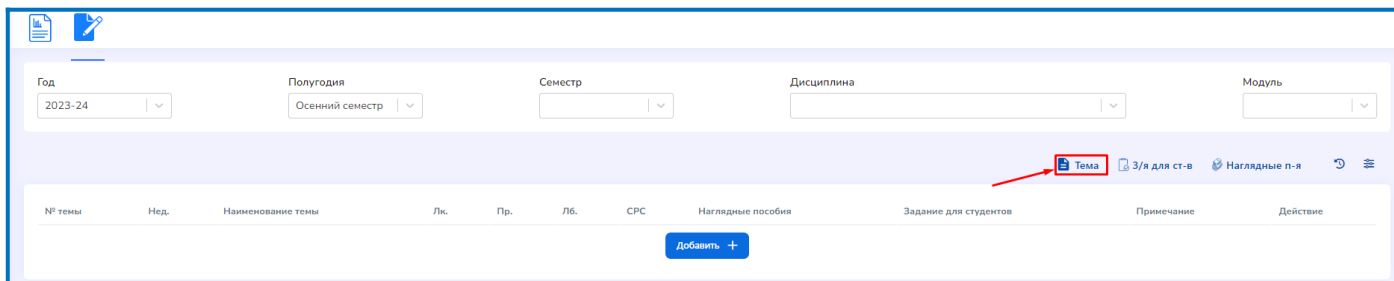 Год Полугодия Семестр Дисциплина Модуль
2023-24 Осенний семестр
Тема З/я для ст-в Наглядные п-я
№ темы Нед. Наименование темы Лк. Пр. Лб. СРС Наглядные пособия Задание для студентов Примечание Действие
Добавить +